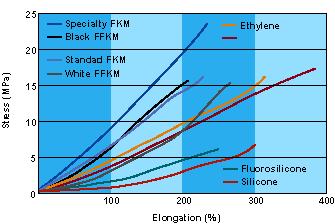 25
20
15
10
5
0
Stress (MPa)
Specialty FKM
Black FFKM
Standad FKM
White FFKM
Ethylene
Fluorosilicone
Silicone
0
100
200
300
400
Elongation (%)